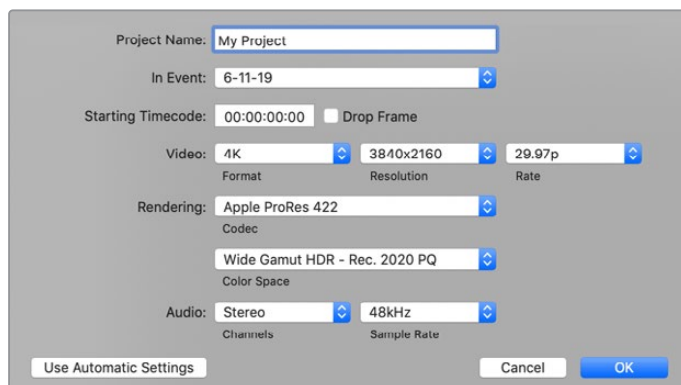 Project Name: My Project
In Event: 6-11-19
Starting Timecode: 00:00:00:00 Drop Frame
Video: 4K 3840x2160 29.97p
Format Resolution Rate
Rendering: Apple ProRes 422
Codec
Wide Gamut HDR - Rec. 2020 PQ
Color Space
Audio: Stereo 48kHz
Channels Sample Rate
Use Automatic Settings Cancel OK